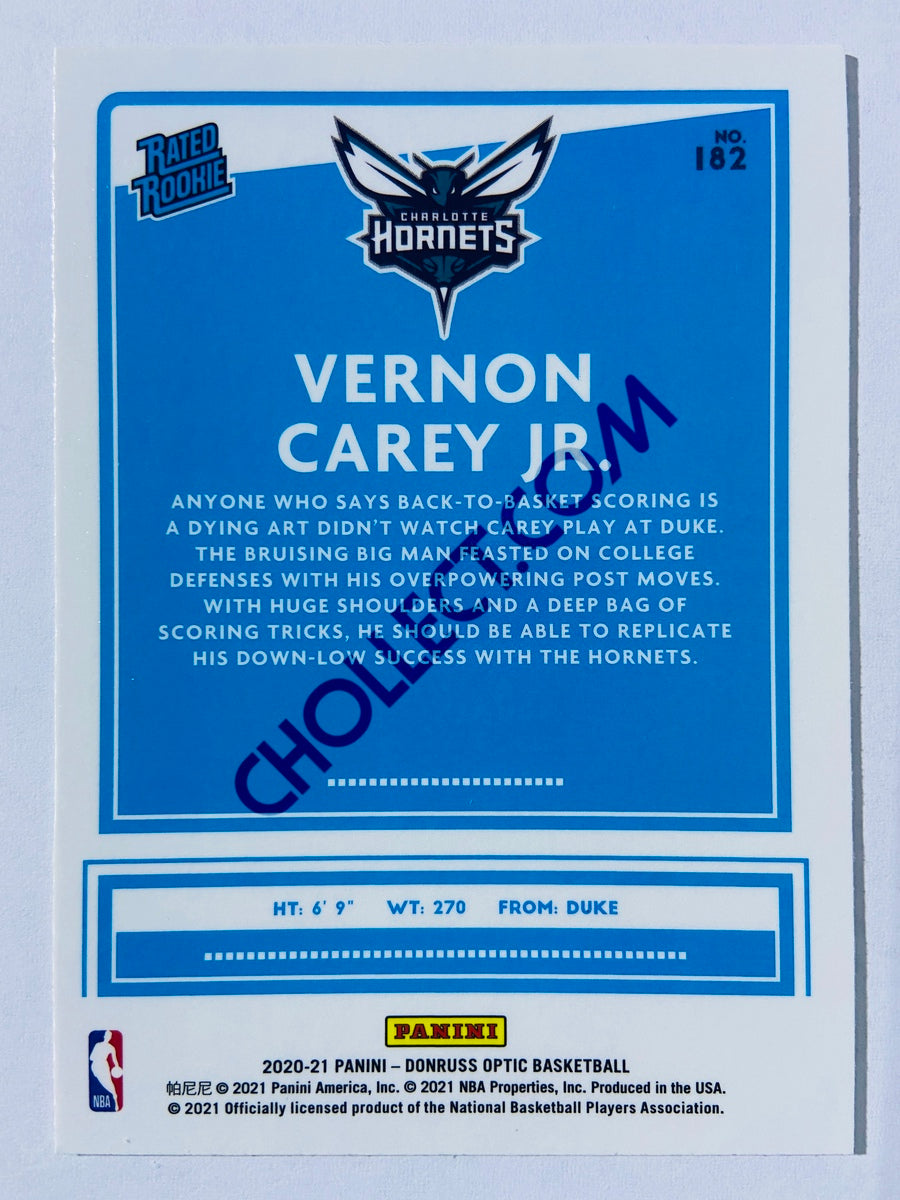 RATED
ROOKIE
NO.
182
CHARLOTTE
HORNETS
VERNON
CAREY JR.
ANYONE WHO SAYS BACK-TO-BASKET SCORING IS
A DYING ART DIDN'T WATCH CAREY PLAY AT DUKE.
THE BRUISING BIG MAN FEASTED ON COLLEGE
DEFENSES WITH HIS OVERPOWERING POST MOVES.
WITH HUGE SHOULDERS AND A DEEP BAG OF
SCORING TRICKS, HE SHOULD BE ABLE TO REPLICATE
HIS DOWN-LOW SUCCESS WITH THE HORNETS.
CHOLLECT.COM
HT: 6' 9" WT: 270 FROM: DUKE
PANINI
NBA
2020-21 PANINI – DONRUSS OPTIC BASKETBALL
帕尼尼 © 2021 Panini America, Inc. © 2021 NBA Properties, Inc. Produced in the USA.
© 2021 Officially licensed product of the National Basketball Players Association.